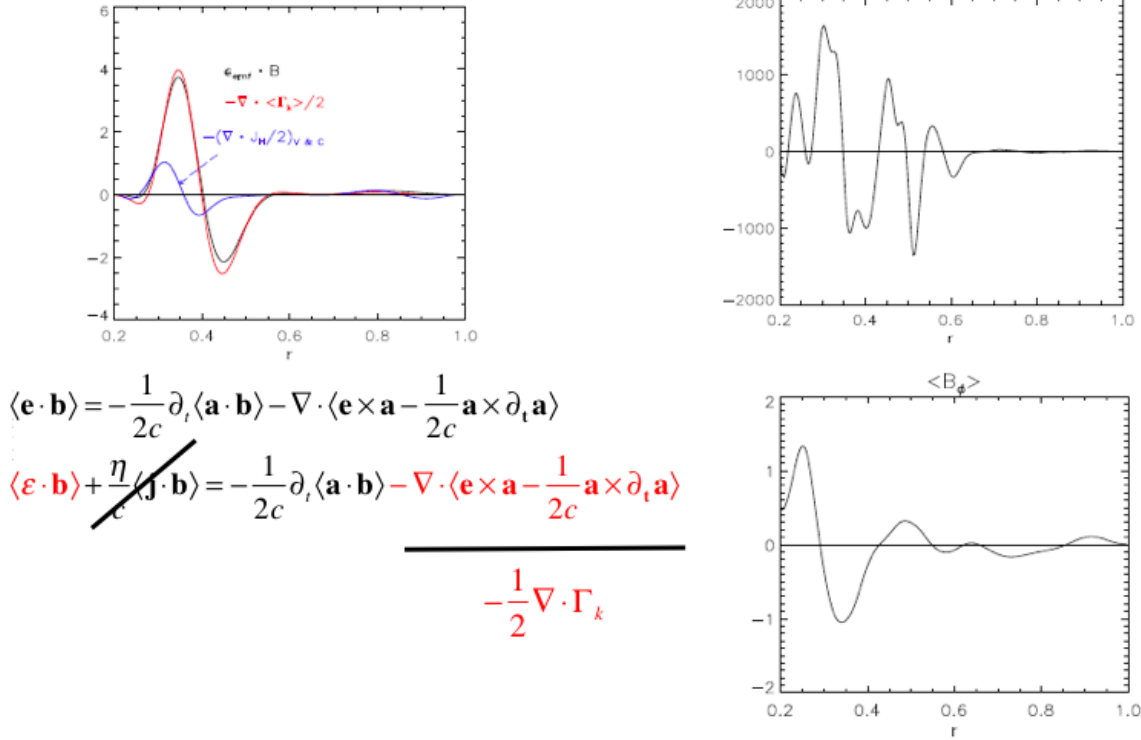 6
4
2
0
−2
−4
0.2 0.4 0.6 0.8 1.0
r
ϵ_emf · B
−∇ · <Γ_k>/2
−(∇ · J_H/2)_V & C
2000
1000
0
−1000
−2000
0.2 0.4 0.6 0.8 1.0
r
⟨e · b⟩ = −1/2c ∂_t⟨a · b⟩ − ∇ · ⟨e × a − 1/2c a × ∂_t a⟩
⟨ε · b⟩ + η/c ⟨j · b⟩ = −1/2c ∂_t⟨a · b⟩ − ∇ · ⟨e × a − 1/2c a × ∂_t a⟩
−1/2 ∇ · Γ_k
<B_ϕ>
2
1
0
−1
−2
0.2 0.4 0.6 0.8 1.0
r